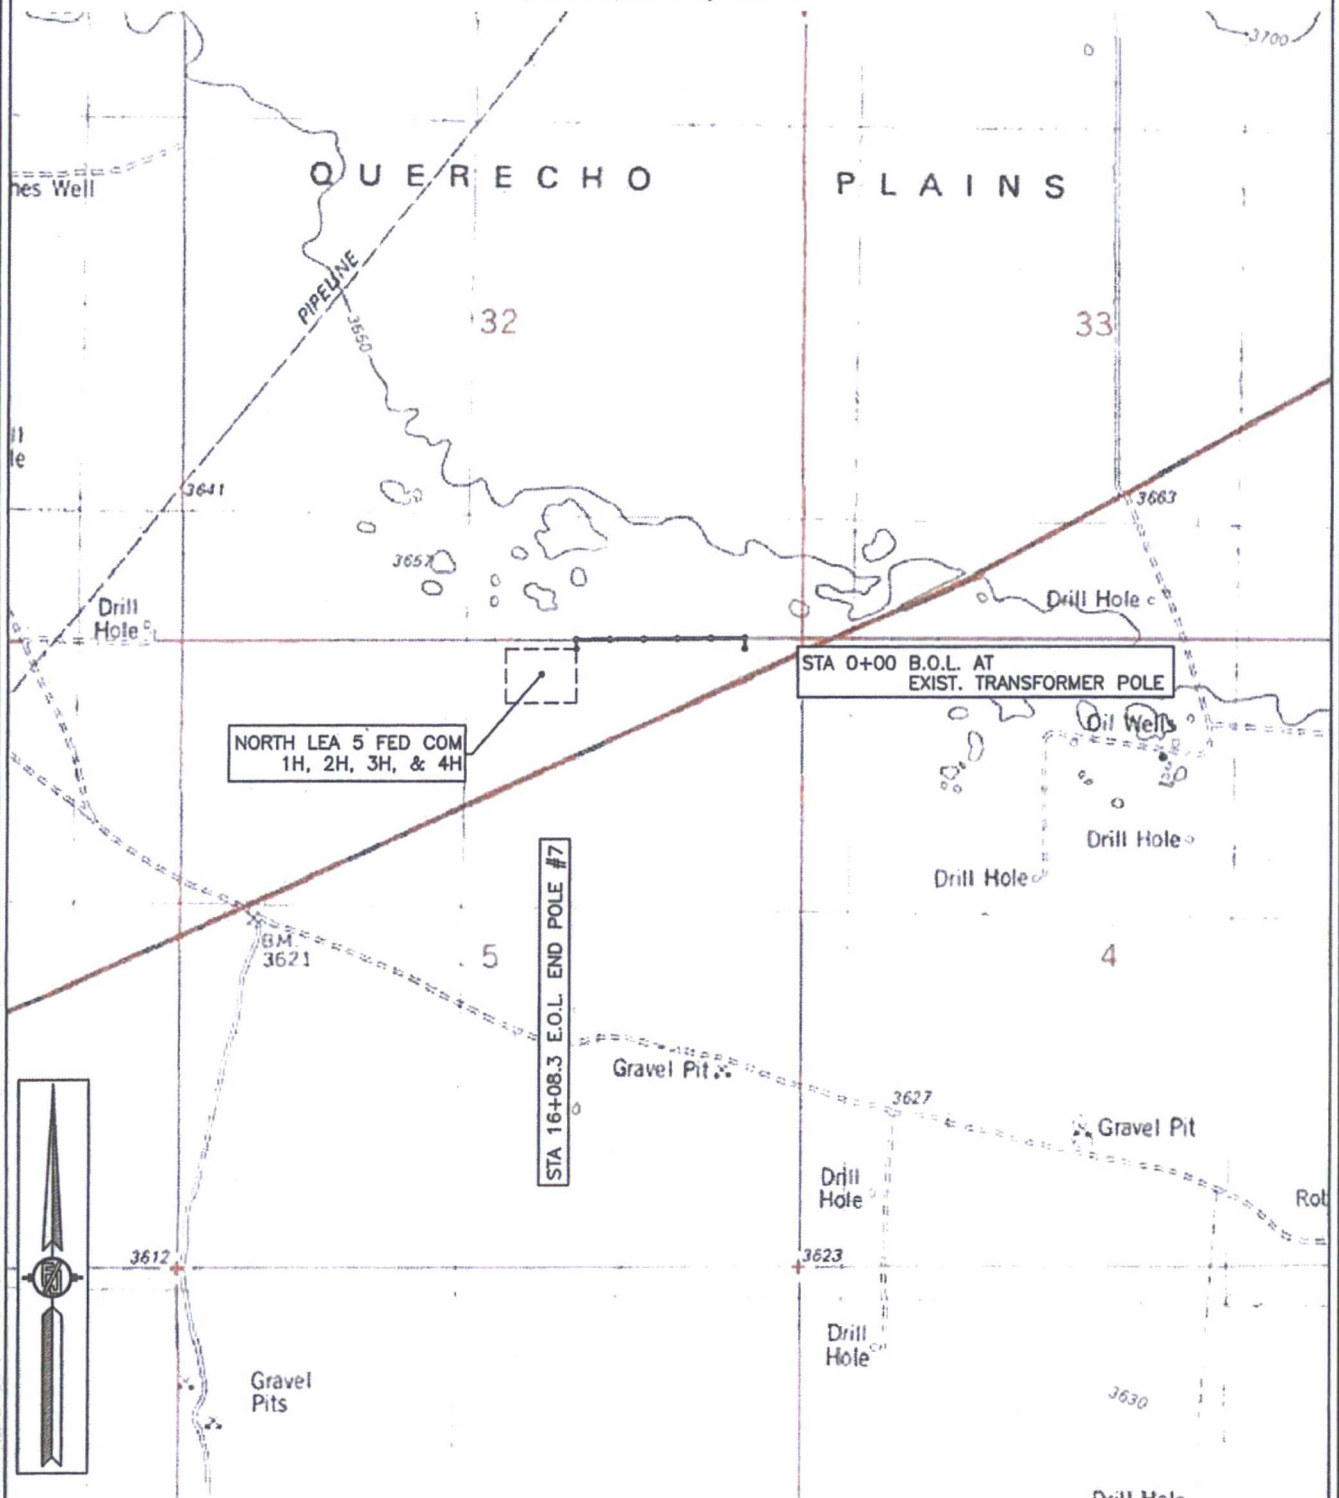 3700
QUERECHO PLAINS
nes Well
PIPELINE
3660
32
33
3641
3663
3657
Drill
Hole
Drill Hole
STA 0+00 B.O.L. AT
EXIST. TRANSFORMER POLE
Oil Wells
NORTH LEA 5 FED COM
1H, 2H, 3H, & 4H
Drill Hole
Drill Hole
STA 16+08.3 E.O.L. END POLE #7
B.M.
3621
5
4
Gravel Pit
3627
Gravel Pit
Drill
Hole
Rob
3612
3623
Drill
Hole
Gravel
Pits
3630
Drill Hole